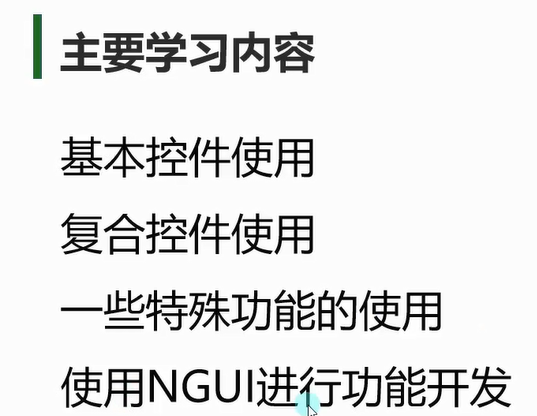 主要学习内容
基本控件使用
复合控件使用
一些特殊功能的使用
使用NGUI进行功能开发